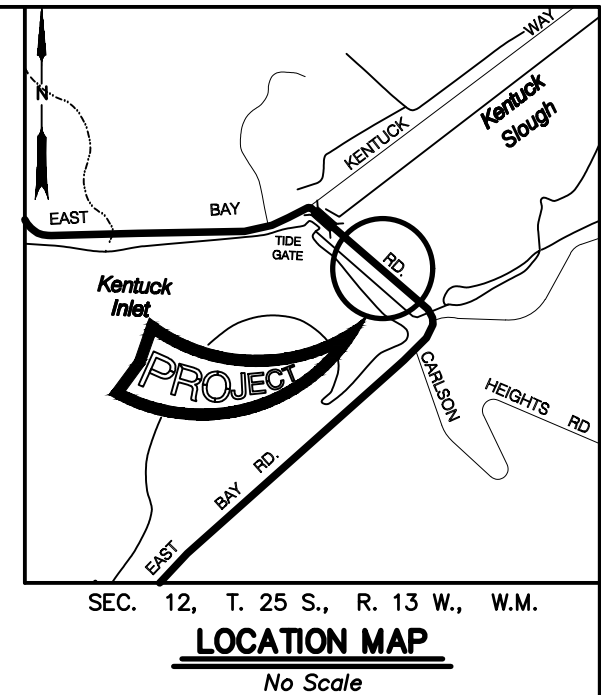 N
WAY
KENTUCK
Kentuck
Slough
EAST
BAY
TIDE
GATE
RD.
Kentuck
Inlet
PROJECT
CARLSON
HEIGHTS RD
EAST BAY RD.
SEC. 12, T. 25 S., R. 13 W., W.M.
LOCATION MAP
No Scale